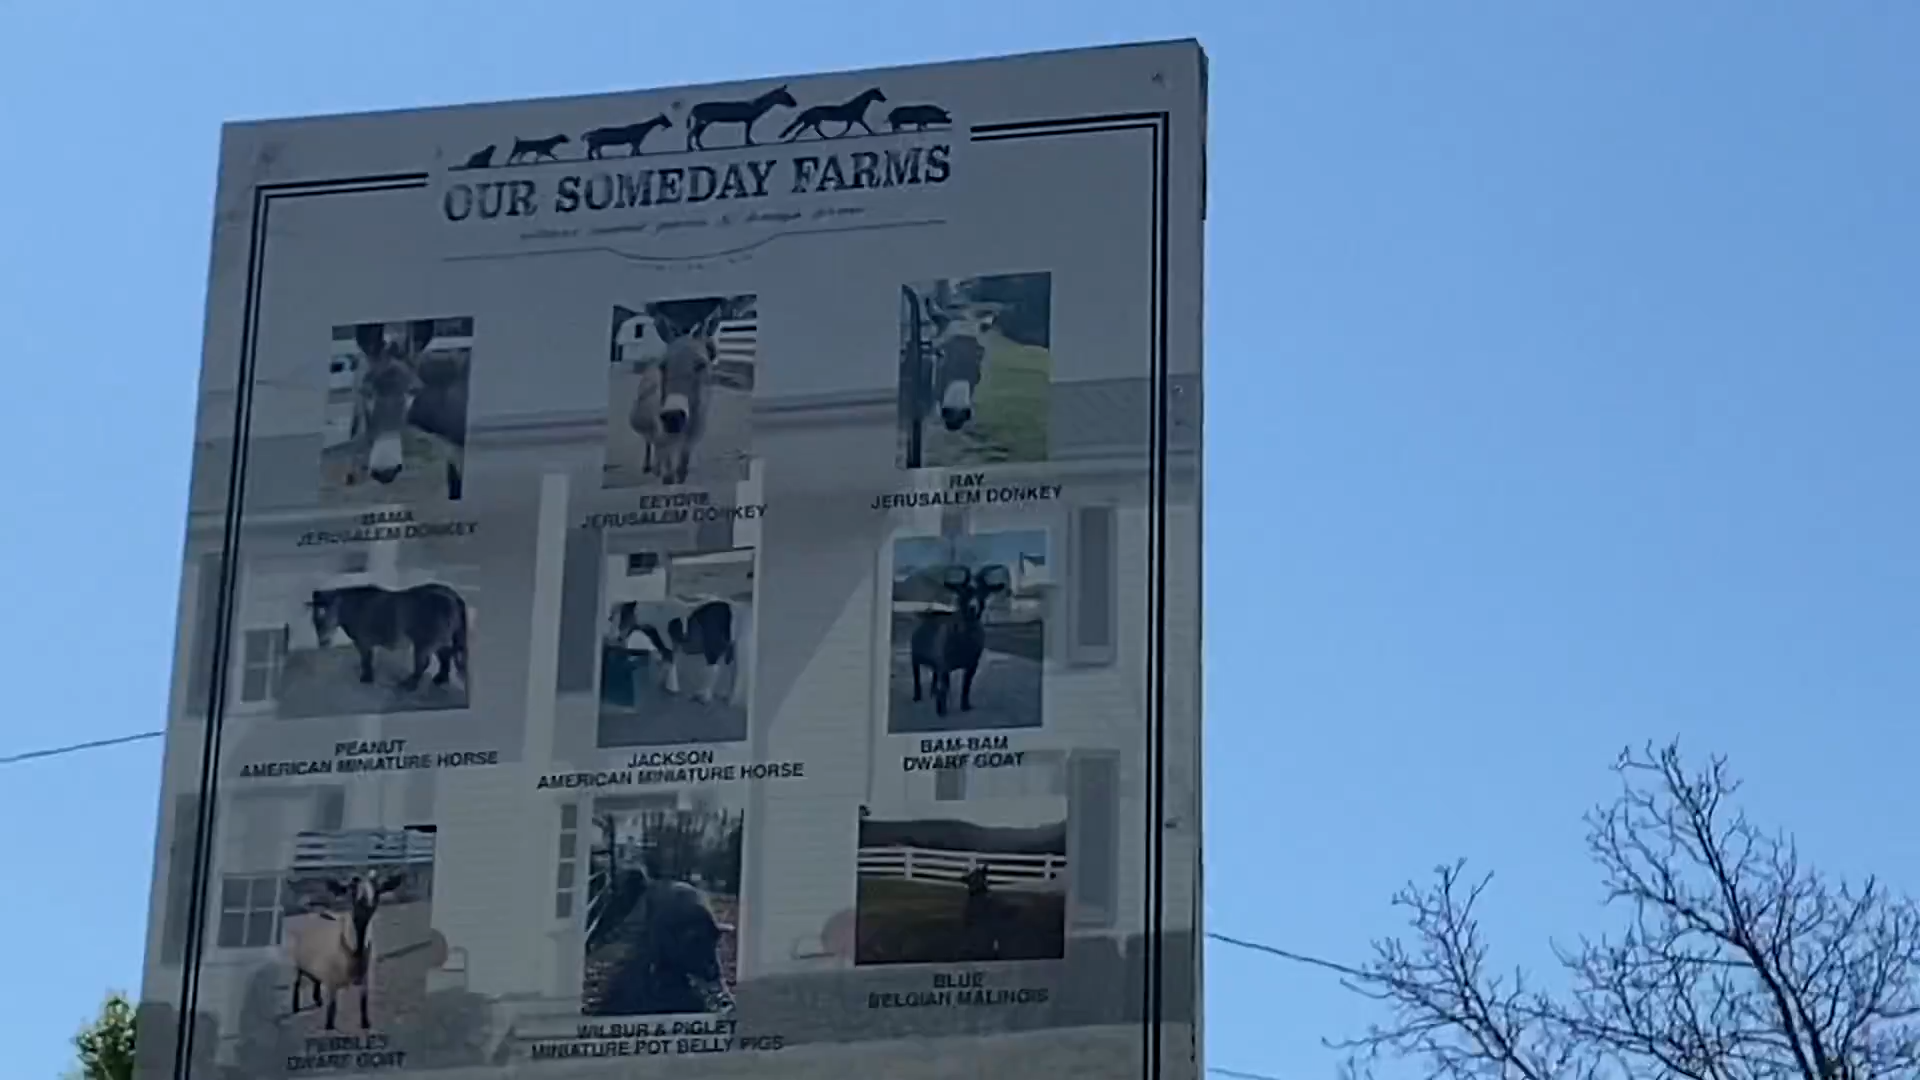 OUR SOMEDAY FARMS
BAMA
JERUSALEM DONKEY
EEYORE
JERUSALEM DONKEY
RAY
JERUSALEM DONKEY
PEANUT
AMERICAN MINIATURE HORSE
JACKSON
AMERICAN MINIATURE HORSE
BAM-BAM
DWARF GOAT
PEBBLES
DWARF GOAT
WILBUR & PIGLEY
MINIATURE POT BELLY PIGS
BLUE
BELGIAN MALINOIS